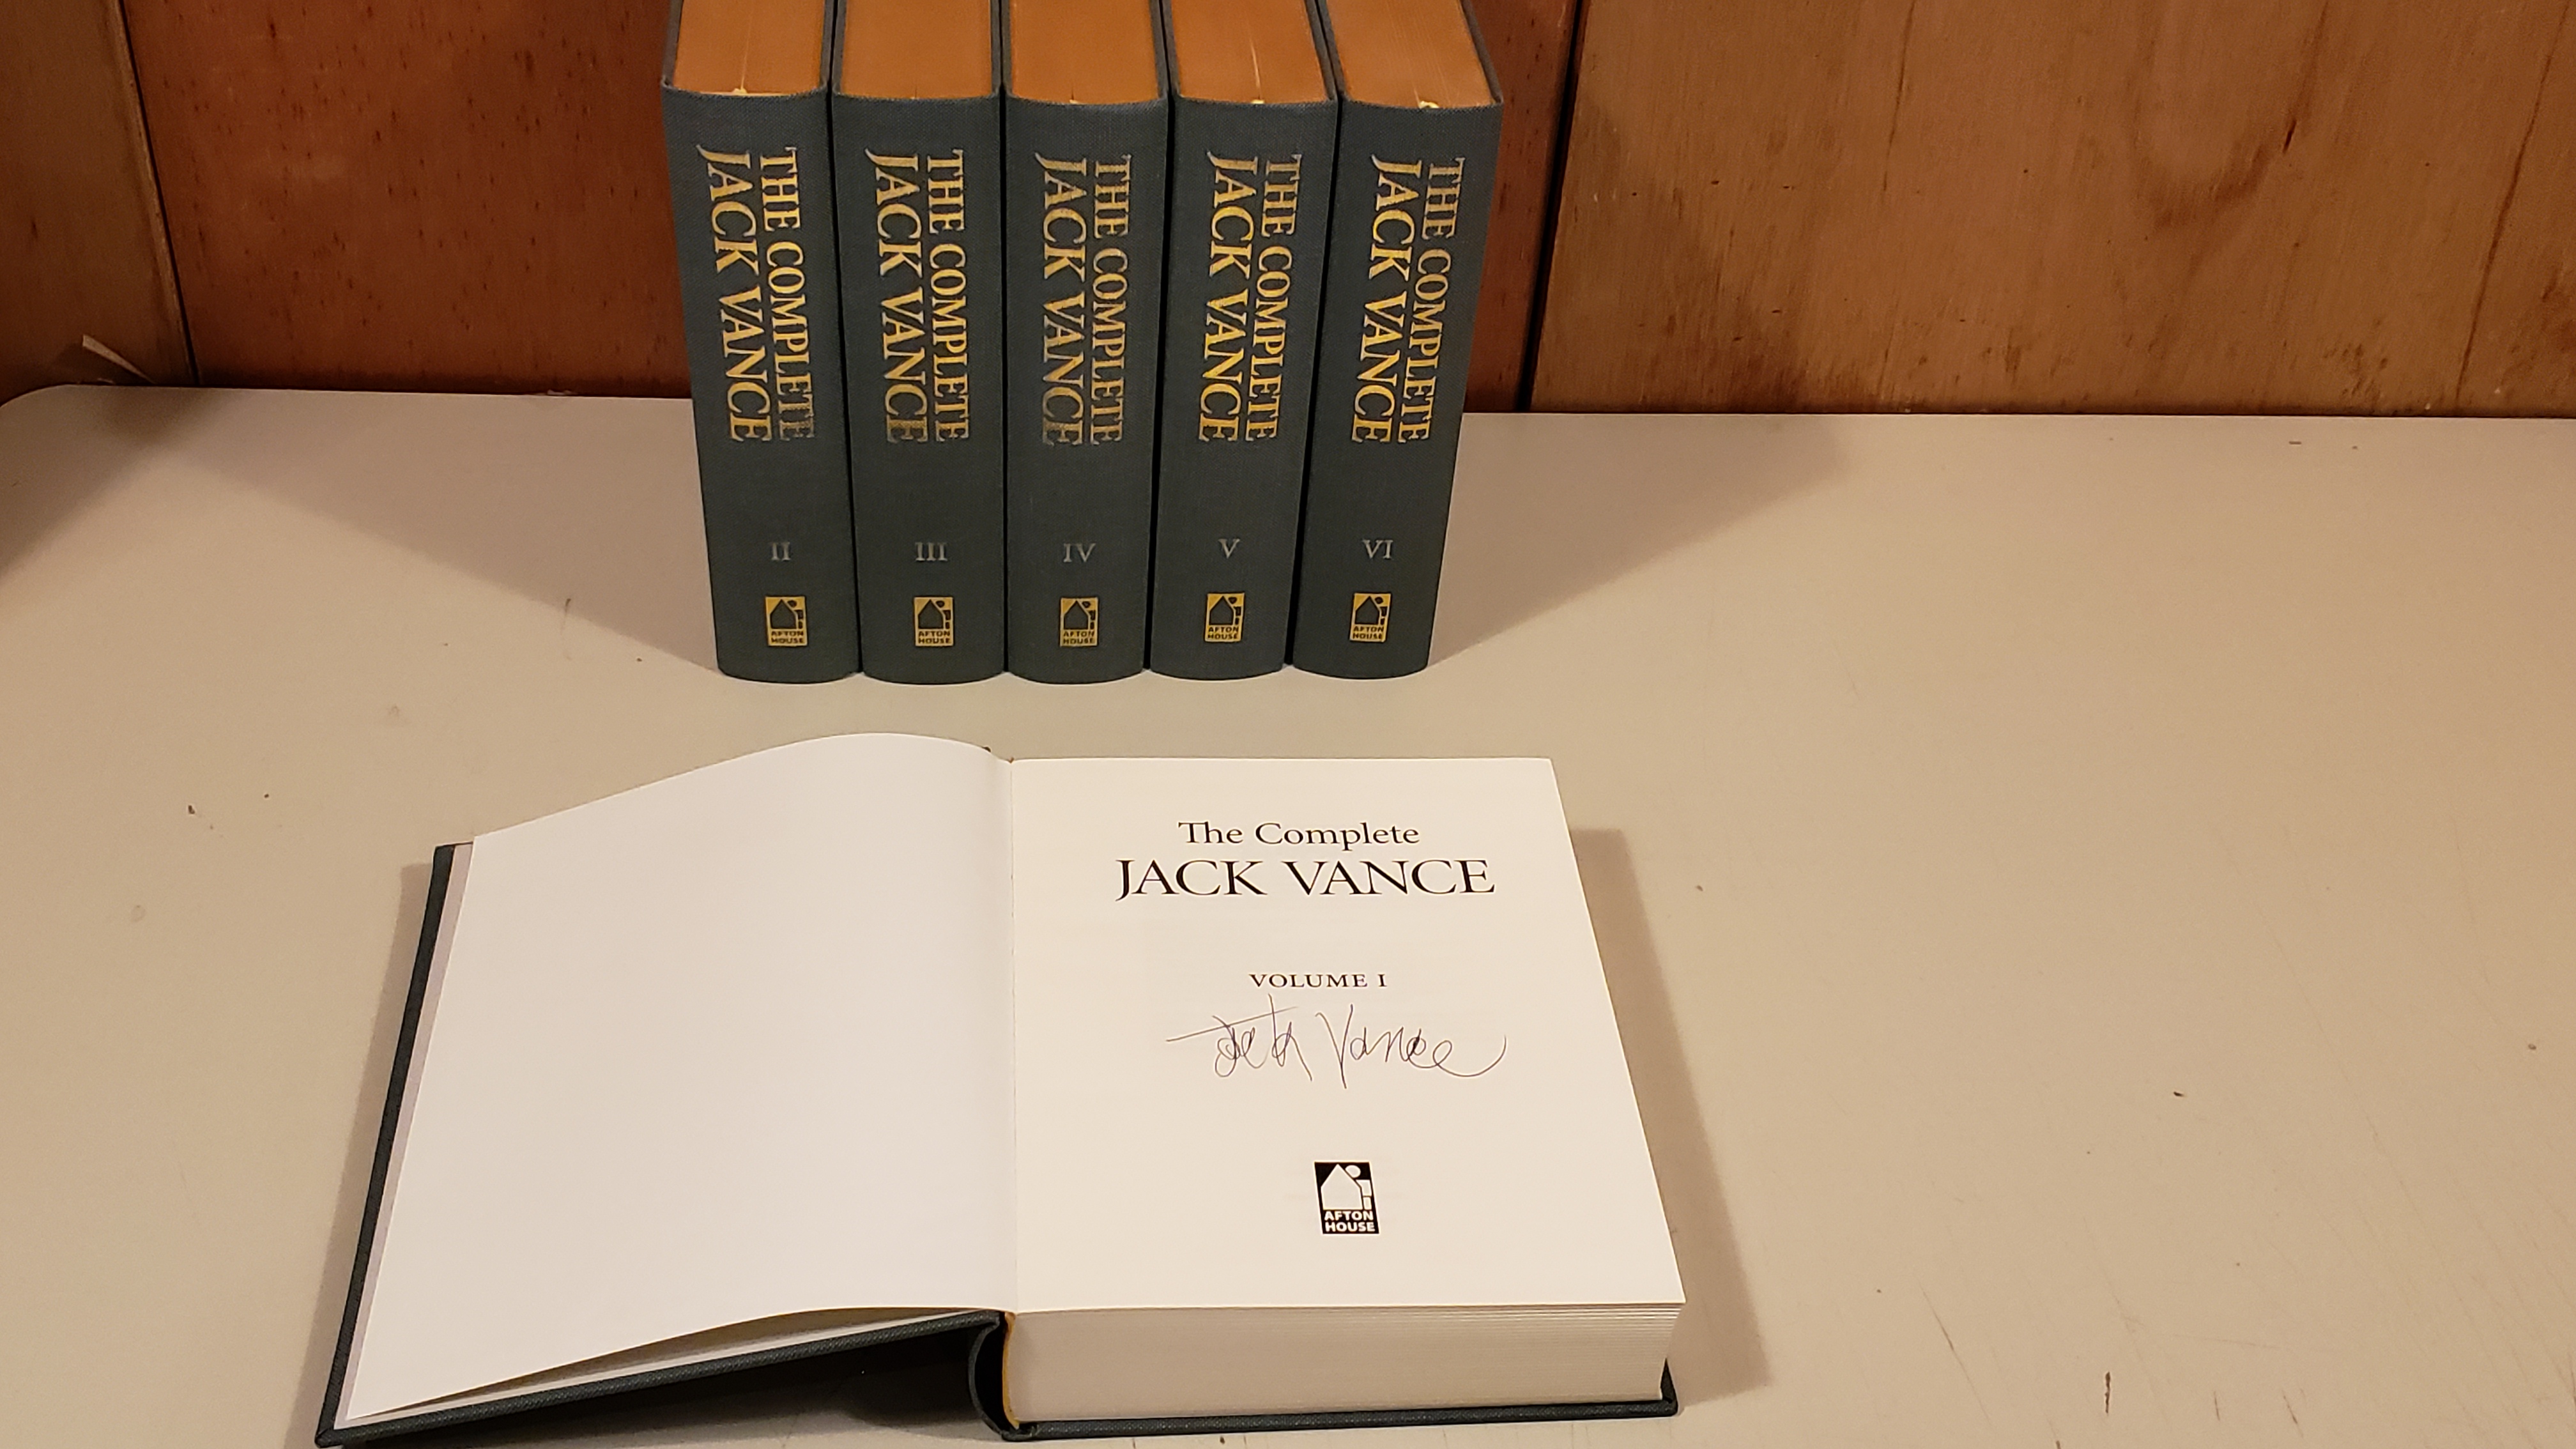 THE COMPLETE
JACK VANCE
II
AFTON
HOUSE
THE COMPLETE
JACK VANCE
III
AFTON
HOUSE
THE COMPLETE
JACK VANCE
IV
AFTON
HOUSE
THE COMPLETE
JACK VANCE
V
AFTON
HOUSE
THE COMPLETE
JACK VANCE
VI
AFTON
HOUSE
The Complete
JACK VANCE
VOLUME I
Jack Vance
AFTON
HOUSE